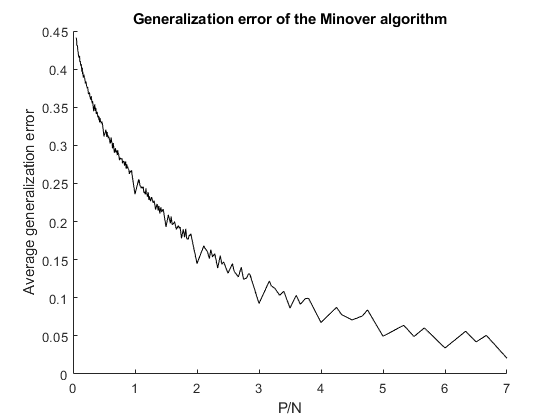 Generalization error of the Minover algorithm
Average generalization error
0.45
0.4
0.35
0.3
0.25
0.2
0.15
0.1
0.05
0
0 1 2 3 4 5 6 7
P/N